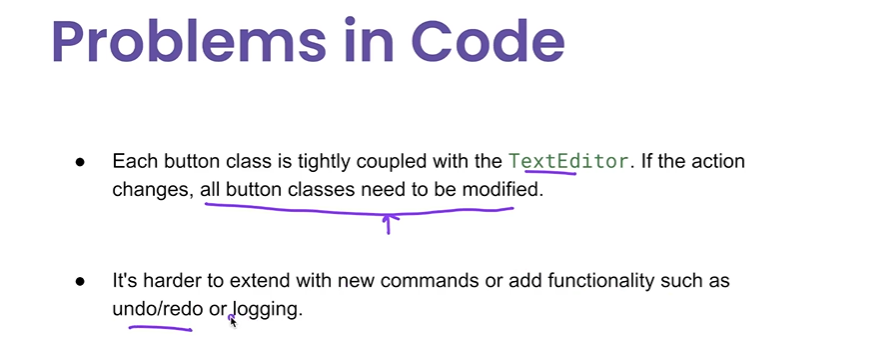 Problems in Code
● Each button class is tightly coupled with the TextEditor. If the action
changes, all button classes need to be modified.
● It's harder to extend with new commands or add functionality such as
undo/redo or logging.